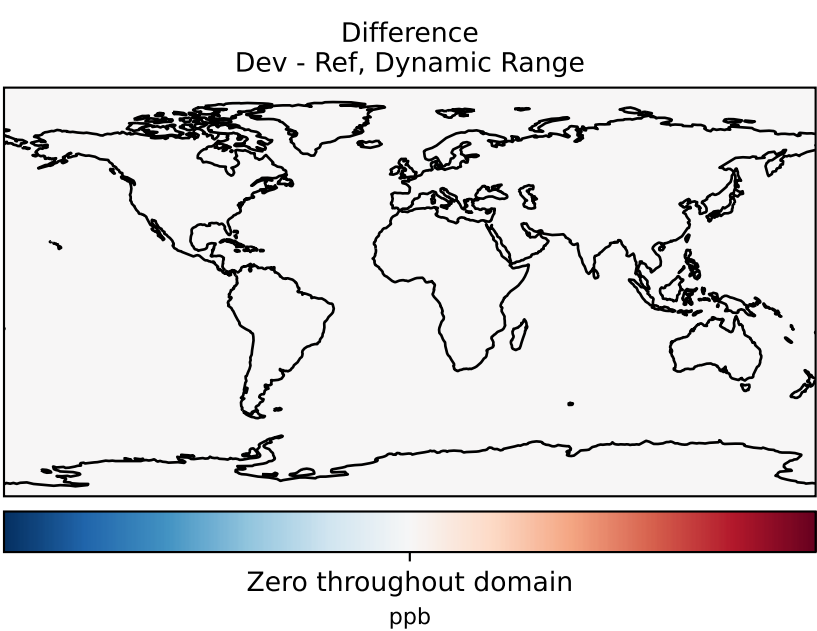 Difference
Dev - Ref, Dynamic Range
Zero throughout domain
ppb